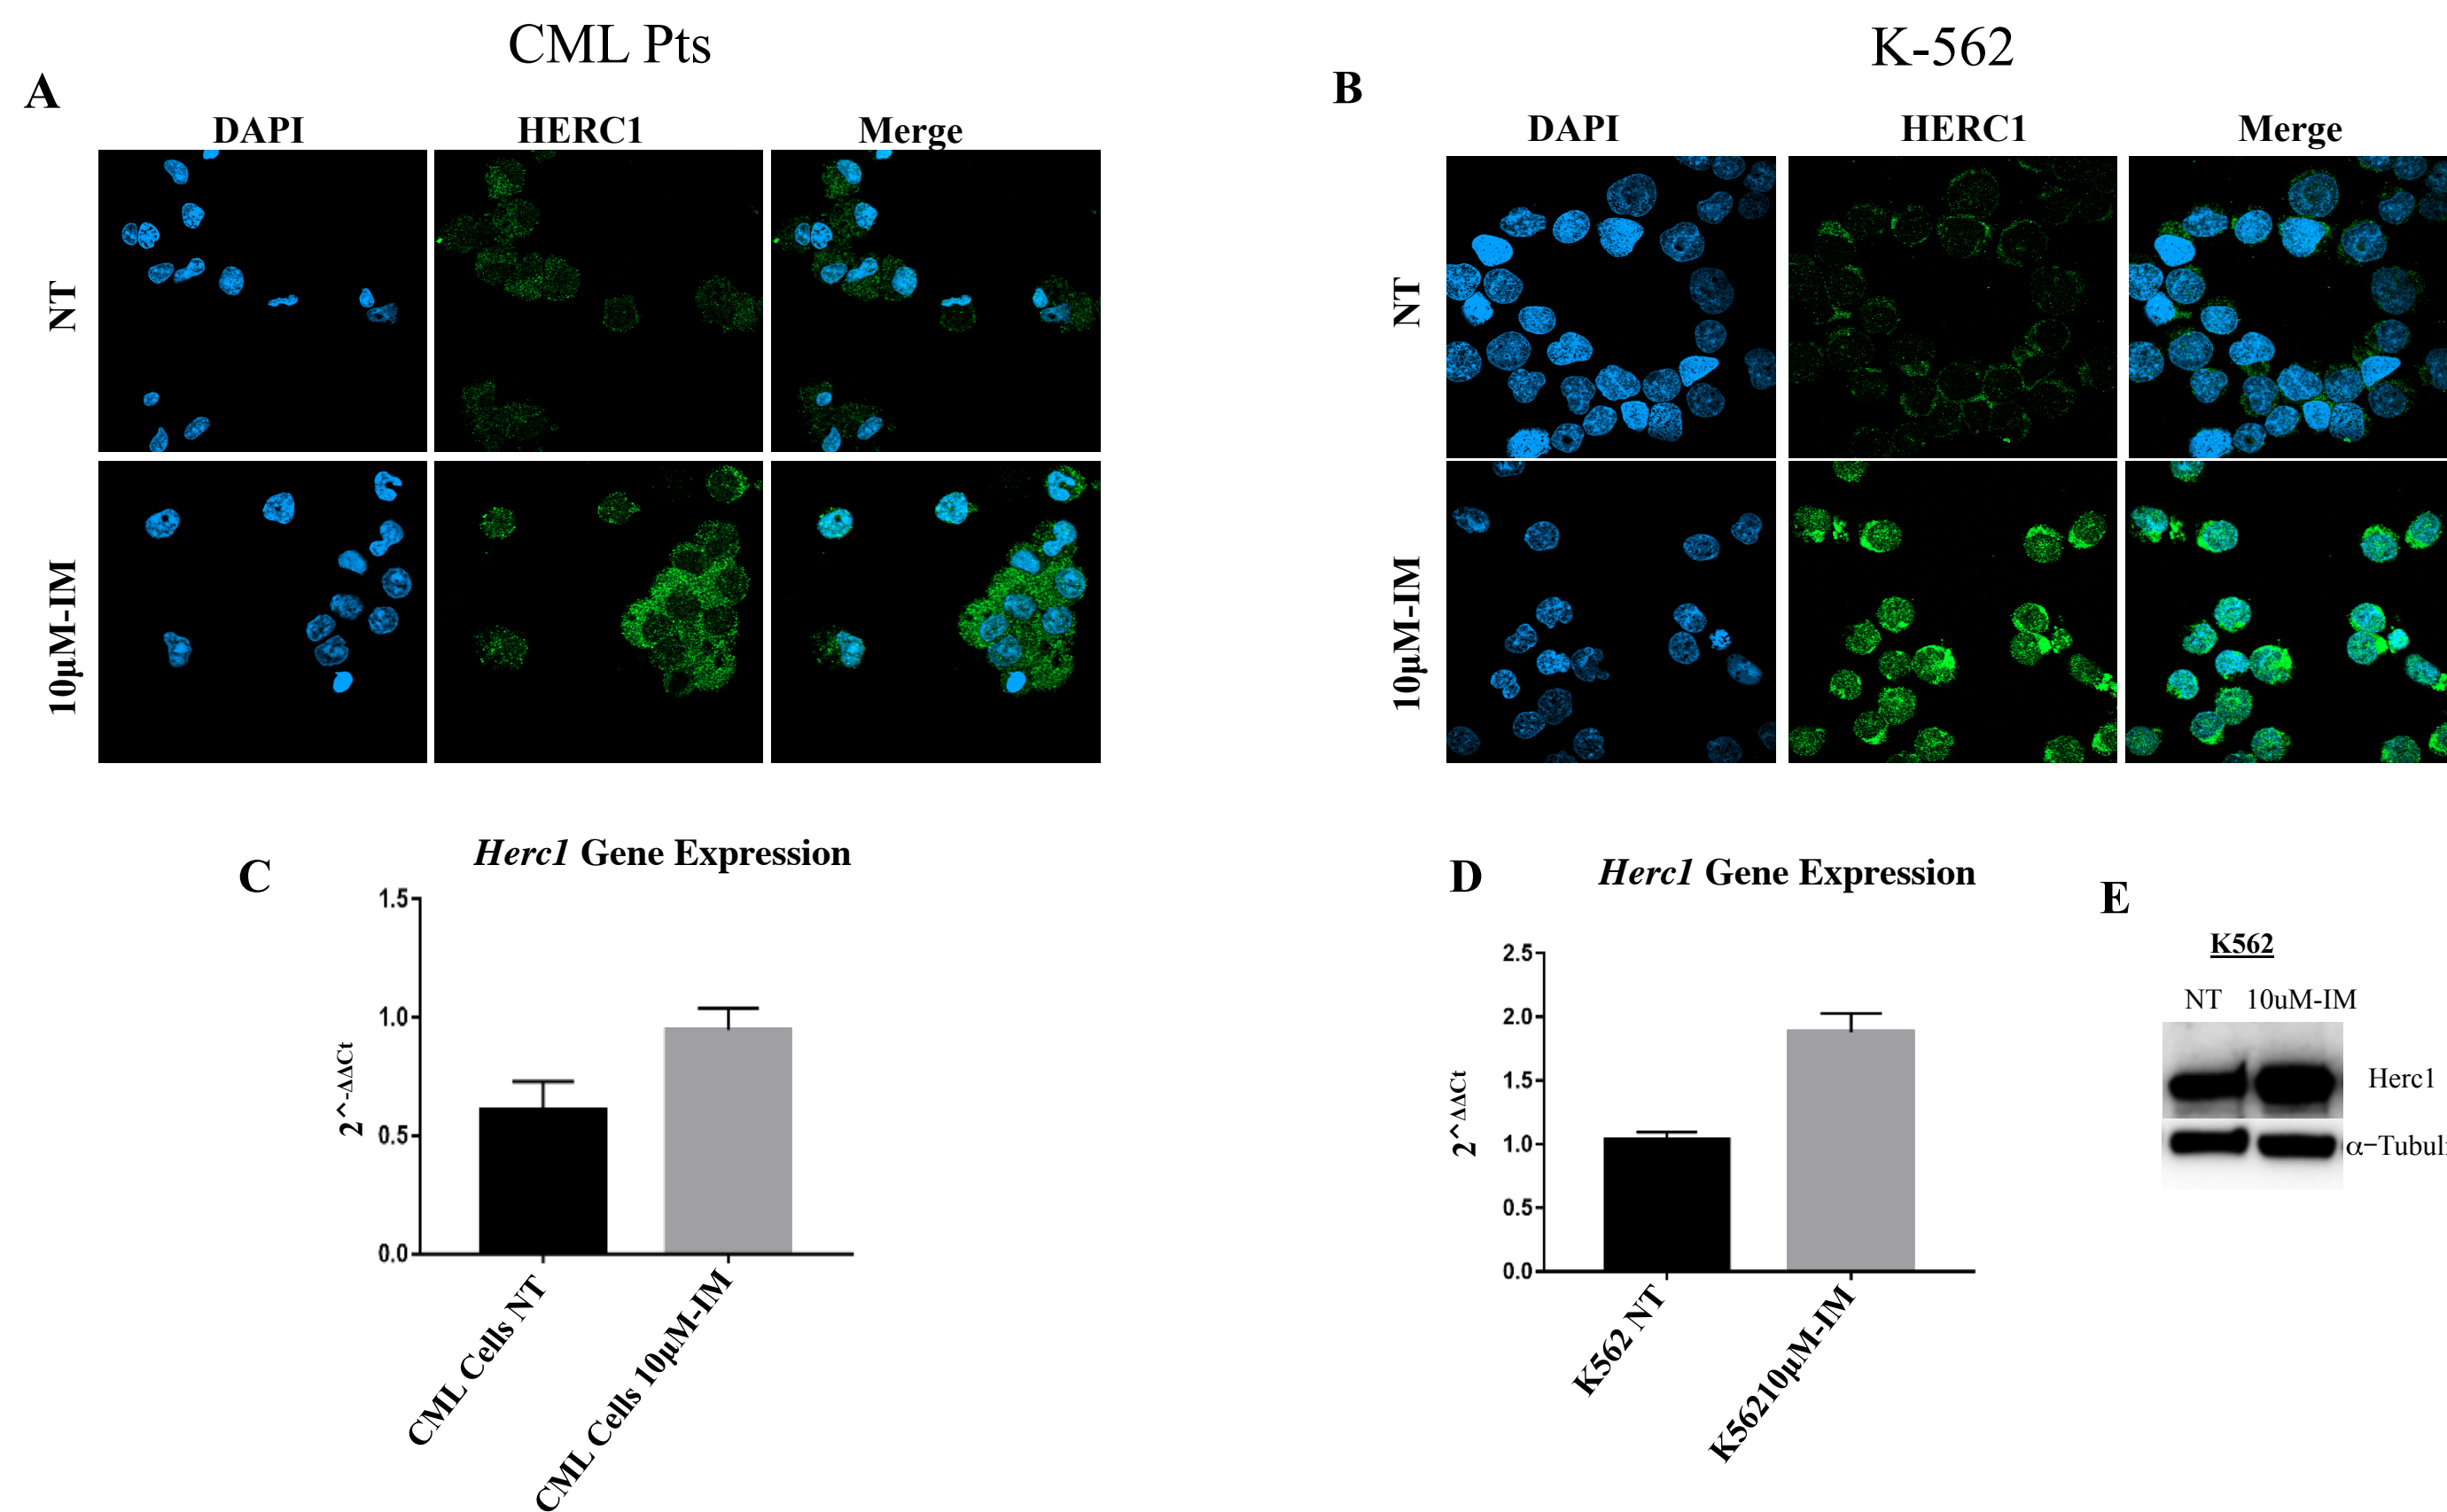 CML Pts
A
DAPI HERC1 Merge
NT
10µM-IM
K-562
B
DAPI HERC1 Merge
NT
10µM-IM
C
Herc1 Gene Expression
2^-ΔΔCt
1.5
1.0
0.5
0.0
CML Cells NT
CML Cells 10µM-IM
D
Herc1 Gene Expression
2^-ΔΔCt
2.5
2.0
1.5
1.0
0.5
0.0
K562 NT
K56210µM-IM
E
K562
NT 10uM-IM
Herc1
α−Tubuli